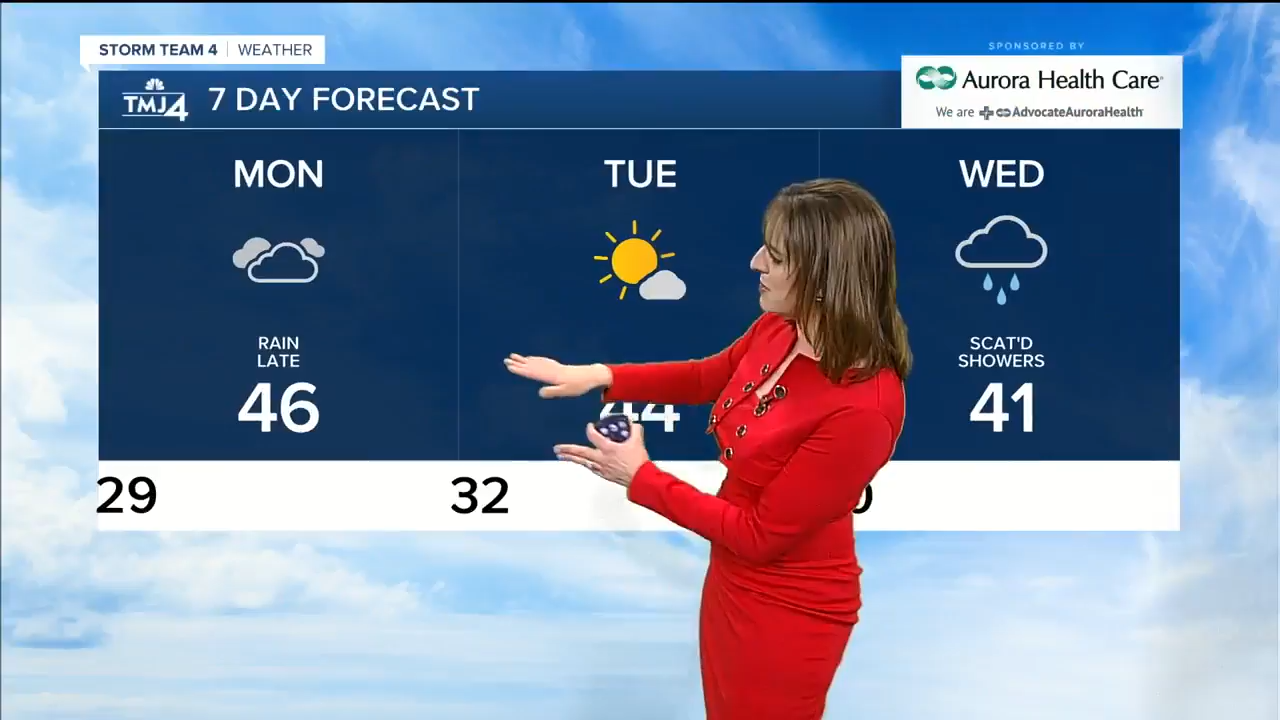 STORM TEAM 4 | WEATHER
SPONSORED BY
Aurora Health Care
We are AdvocateAuroraHealth
TMJ4 7 DAY FORECAST
MON TUE WED
RAIN
LATE
SCAT'D
SHOWERS
46 44 41
29 32